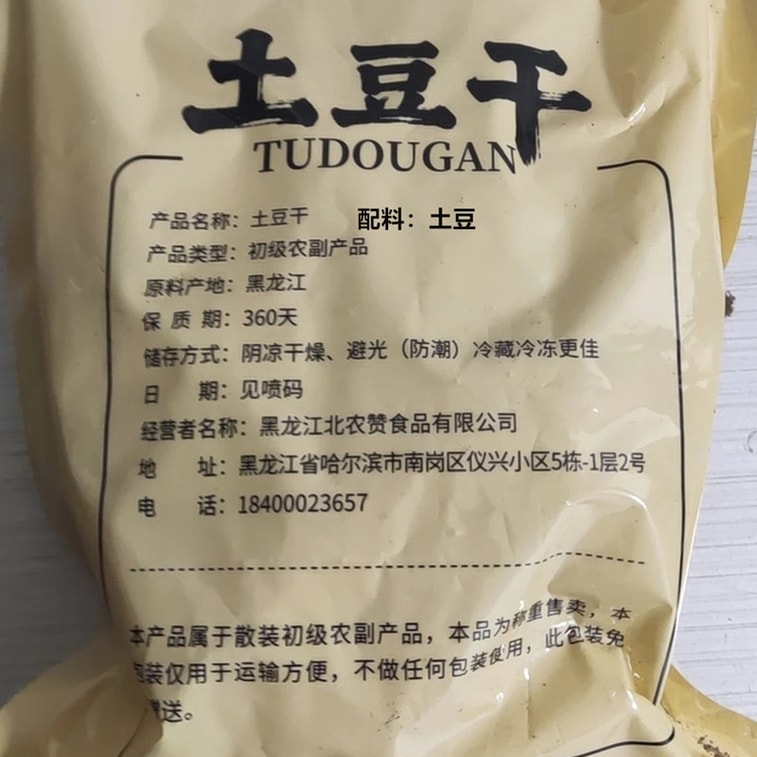 土豆干
TUDOUGAN
产品名称：土豆干 配料：土豆
产品类型：初级农副产品
原料产地：黑龙江
保质期：360天
储存方式：阴凉干燥、避光（防潮）冷藏冷冻更佳
日期：见喷码
经营者名称：黑龙江北农赞食品有限公司
地址：黑龙江省哈尔滨市南岗区仪兴小区5栋-1层2号
电话：18400023657
本产品属于散装初级农副产品，本品为称重售卖，本
包装仅用于运输方便，不做任何包装使用，此包装免
送。